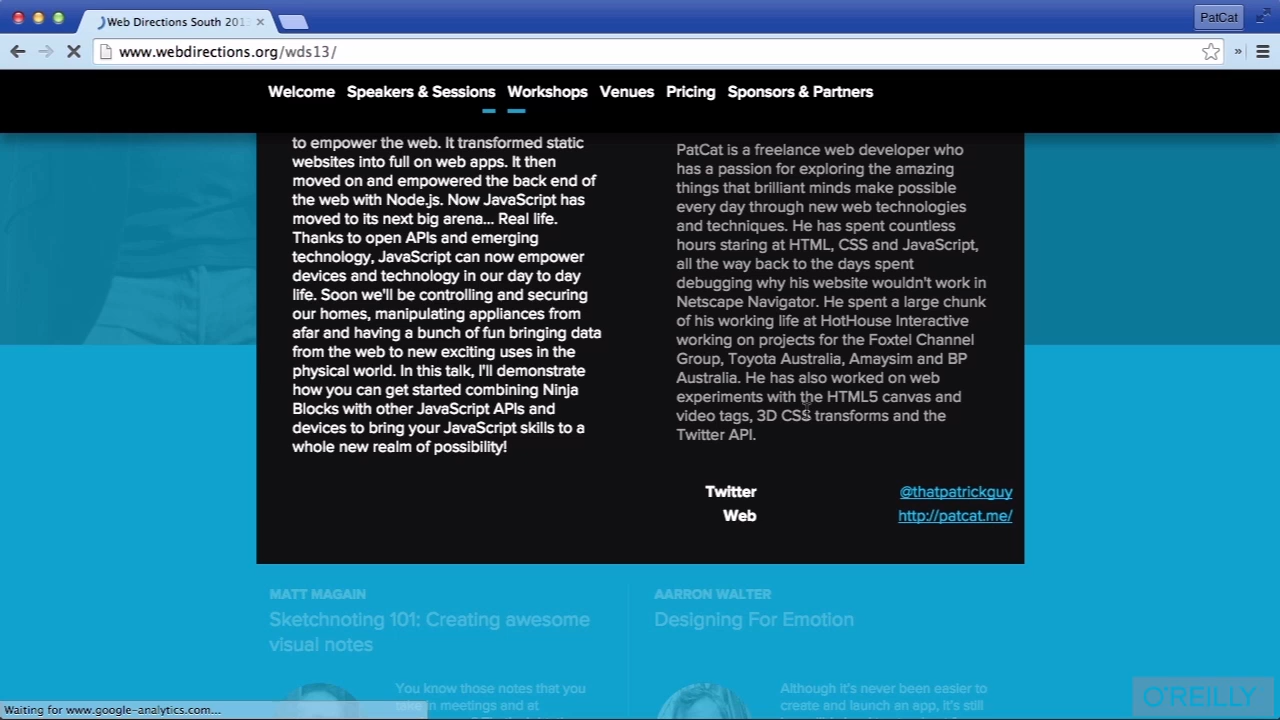 Web Directions South 201
PatCat
www.webdirections.org/wds13/
Welcome Speakers & Sessions Workshops Venues Pricing Sponsors & Partners
to empower the web. It transformed static
websites into full on web apps. It then
moved on and empowered the back end of
the web with Node.js. Now JavaScript has
moved to its next big arena... Real life.
Thanks to open APIs and emerging
technology, JavaScript can now empower
devices and technology in our day to day
life. Soon we'll be controlling and securing
our homes, manipulating appliances from
afar and having a bunch of fun bringing data
from the web to new exciting uses in the
physical world. In this talk, I'll demonstrate
how you can get started combining Ninja
Blocks with other JavaScript APIs and
devices to bring your JavaScript skills to a
whole new realm of possibility!
PatCat is a freelance web developer who
has a passion for exploring the amazing
things that brilliant minds make possible
every day through new web technologies
and techniques. He has spent countless
hours staring at HTML, CSS and JavaScript,
all the way back to the days spent
debugging why his website wouldn't work in
Netscape Navigator. He spent a large chunk
of his working life at HotHouse Interactive
working on projects for the Foxtel Channel
Group, Toyota Australia, Amaysim and BP
Australia. He has also worked on web
experiments with the HTML5 canvas and
video tags, 3D CSS transforms and the
Twitter API.
Twitter @thatpatrickguy
Web http://patcat.me/
MATT MAGAIN
Sketchnoting 101: Creating awesome
visual notes
You know those notes that you
take in meetings and at
AARRON WALTER
Designing For Emotion
Although it's never been easier to
create and launch an app, it's still
Waiting for www.google-analytics.com...
O'REILLY